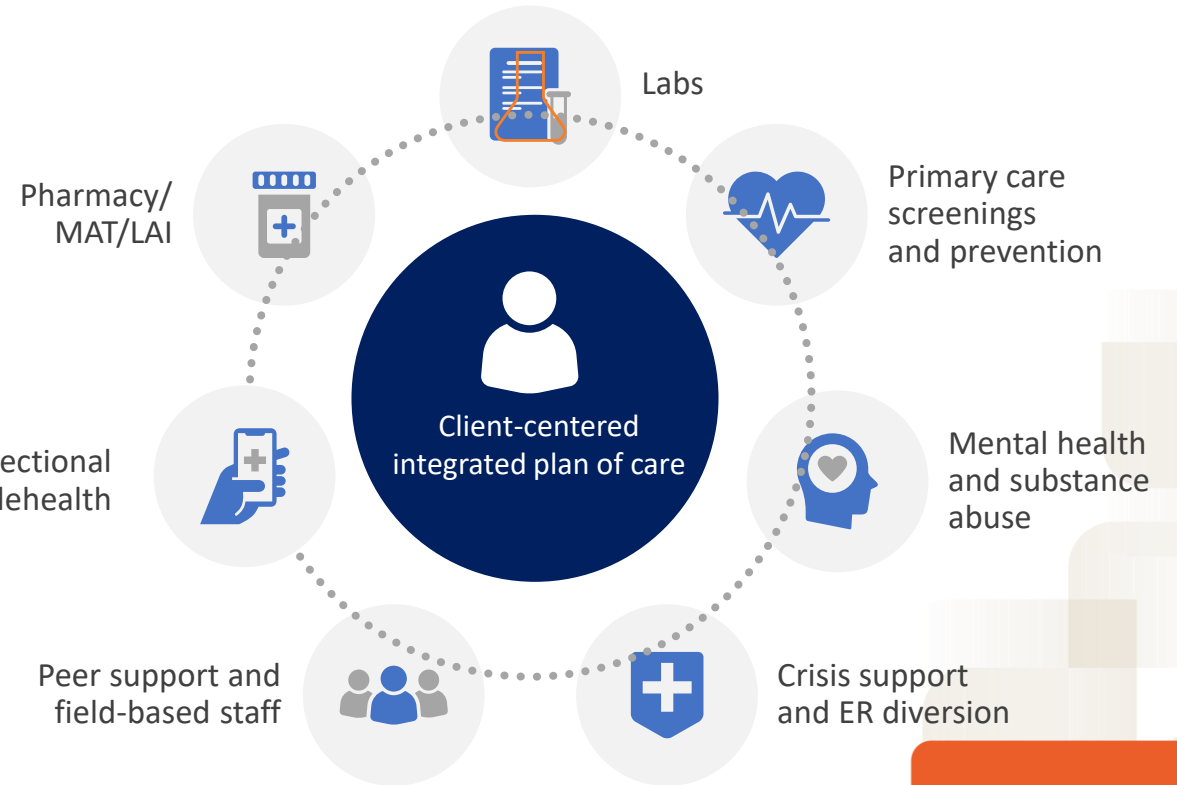 Labs
Primary care
screenings
and prevention
Pharmacy/
MAT/LAI
Client-centered
integrated plan of care
Mental health
and substance
abuse
Peer support and
field-based staff
Crisis support
and ER diversion